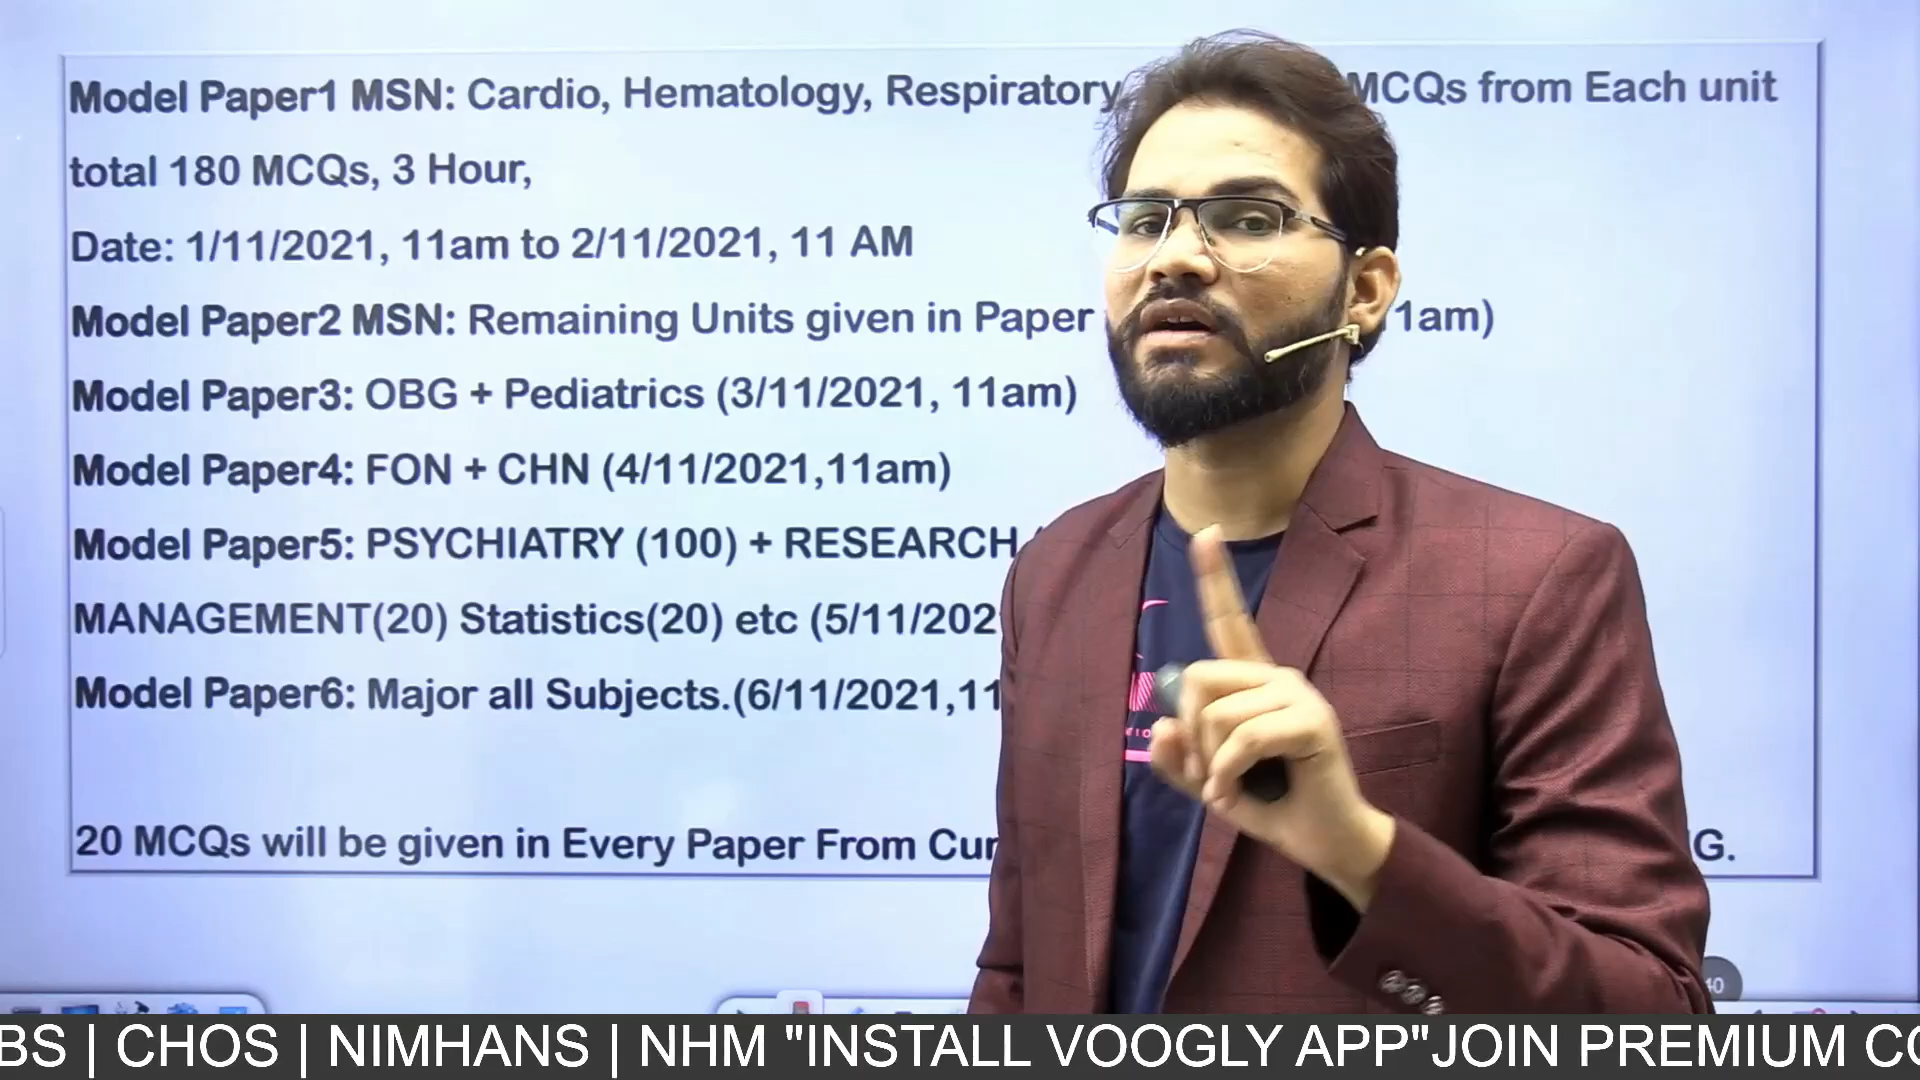 Model Paper1 MSN: Cardio, Hematology, Respiratory MCQs from Each unit
total 180 MCQs, 3 Hour,
Date: 1/11/2021, 11am to 2/11/2021, 11 AM
Model Paper2 MSN: Remaining Units given in Paper 1am)
Model Paper3: OBG + Pediatrics (3/11/2021, 11am)
Model Paper4: FON + CHN (4/11/2021,11am)
Model Paper5: PSYCHIATRY (100) + RESEARCH
MANAGEMENT(20) Statistics(20) etc (5/11/202
Model Paper6: Major all Subjects.(6/11/2021,11
20 MCQs will be given in Every Paper From Cur G.
40
BS | CHOS | NIMHANS | NHM "INSTALL VOOGLY APP"JOIN PREMIUM CO